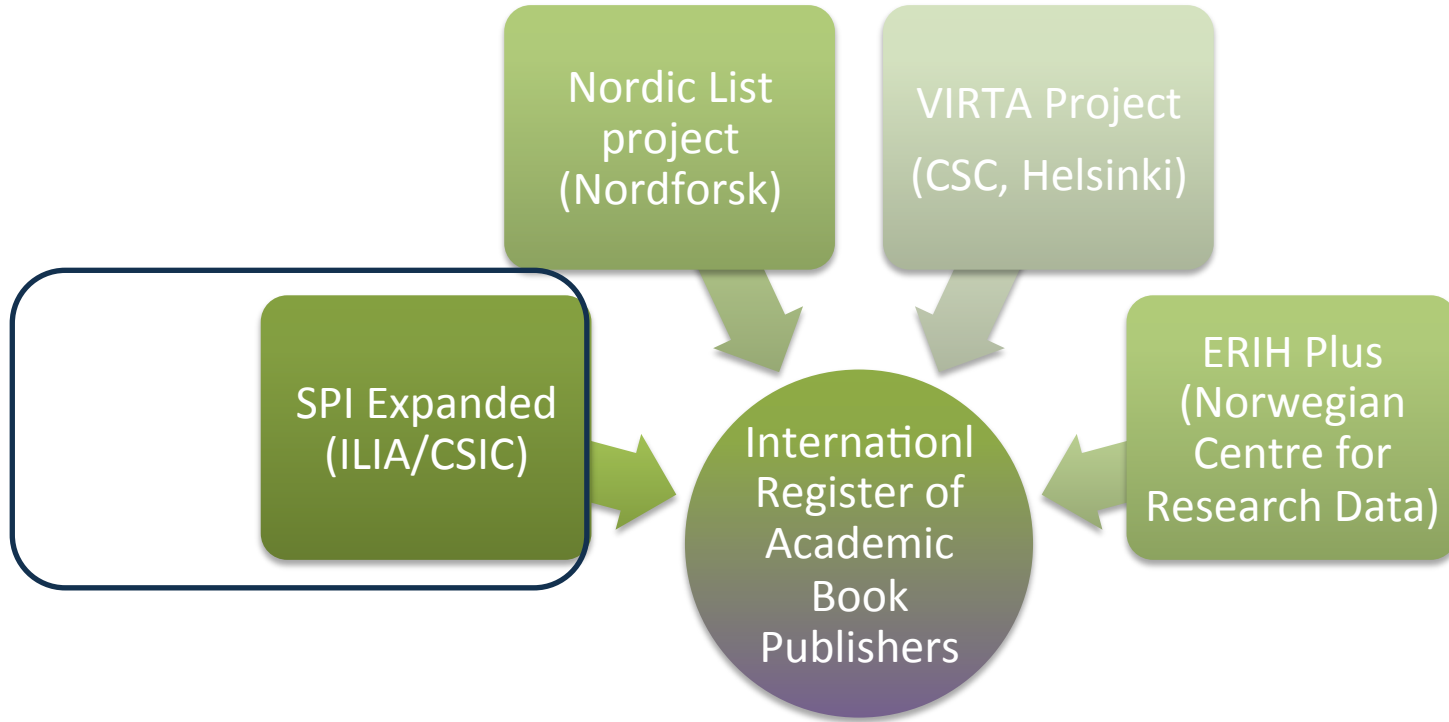 Nordic List
project
(Nordforsk)
VIRTA Project
(CSC, Helsinki)
SPI Expanded
(ILIA/CSIC)
ERIH Plus
(Norwegian
Centre for
Research Data)
Internationl
Register of
Academic
Book
Publishers